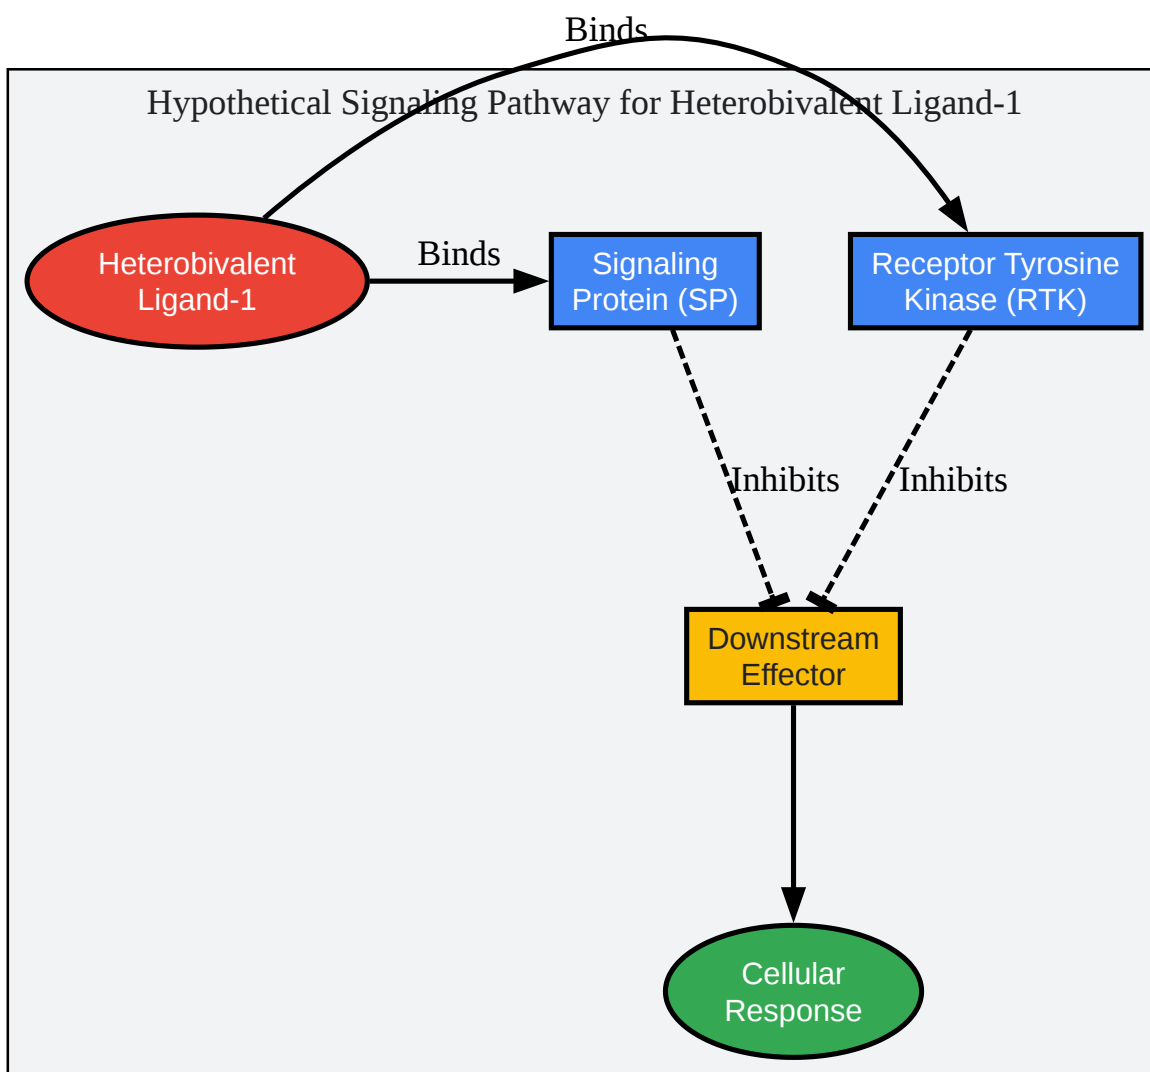 Binds
Hypothetical Signaling Pathway for Heterobivalent Ligand-1
Heterobivalent
Ligand-1
Binds
Signaling
Protein (SP)
Receptor Tyrosine
Kinase (RTK)
Inhibits
Inhibits
Downstream
Effector
Cellular
Response